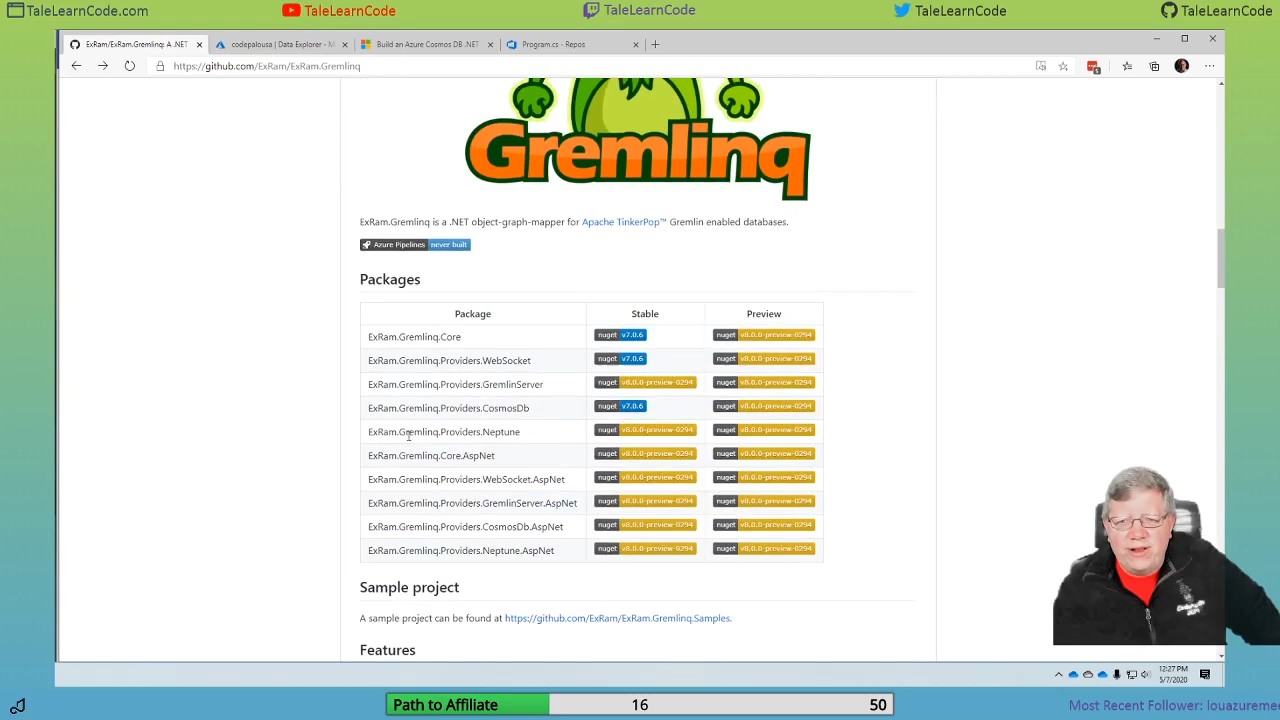 TaleLearnCode.com TaleLearnCode TaleLearnCode TaleLearnCode TaleLearnCode
ExRam/ExRam.Gremlinq: A .NET codepalousa | Data Explorer - M Build an Azure Cosmos DB .NET Program.cs - Repos
https://github.com/ExRam/ExRam.Gremlinq
Gremlinq
ExRam.Gremlinq is a .NET object-graph-mapper for Apache TinkerPop™ Gremlin enabled databases.
Azure Pipelines never built
Packages
Package Stable Preview
ExRam.Gremlinq.Core nuget v7.0.6 nuget v8.0.0-preview-0294
ExRam.Gremlinq.Providers.WebSocket nuget v7.0.6 nuget v8.0.0-preview-0294
ExRam.Gremlinq.Providers.GremlinServer nuget v8.0.0-preview-0294 nuget v8.0.0-preview-0294
ExRam.Gremlinq.Providers.CosmosDb nuget v7.0.6 nuget v8.0.0-preview-0294
ExRam.Gremlinq.Providers.Neptune nuget v8.0.0-preview-0294 nuget v8.0.0-preview-0294
ExRam.Gremlinq.Core.AspNet nuget v8.0.0-preview-0294 nuget v8.0.0-preview-0294
ExRam.Gremlinq.Providers.WebSocket.AspNet nuget v8.0.0-preview-0294 nuget v8.0.0-preview-0294
ExRam.Gremlinq.Providers.GremlinServer.AspNet nuget v8.0.0-preview-0294 nuget v8.0.0-preview-0294
ExRam.Gremlinq.Providers.CosmosDb.AspNet nuget v8.0.0-preview-0294 nuget v8.0.0-preview-0294
ExRam.Gremlinq.Providers.Neptune.AspNet nuget v8.0.0-preview-0294 nuget v8.0.0-preview-0294
Sample project
A sample project can be found at https://github.com/ExRam/ExRam.Gremlinq.Samples.
Features
12:27 PM
5/7/2020
Path to Affiliate 16 50
Most Recent Follower: louazureme